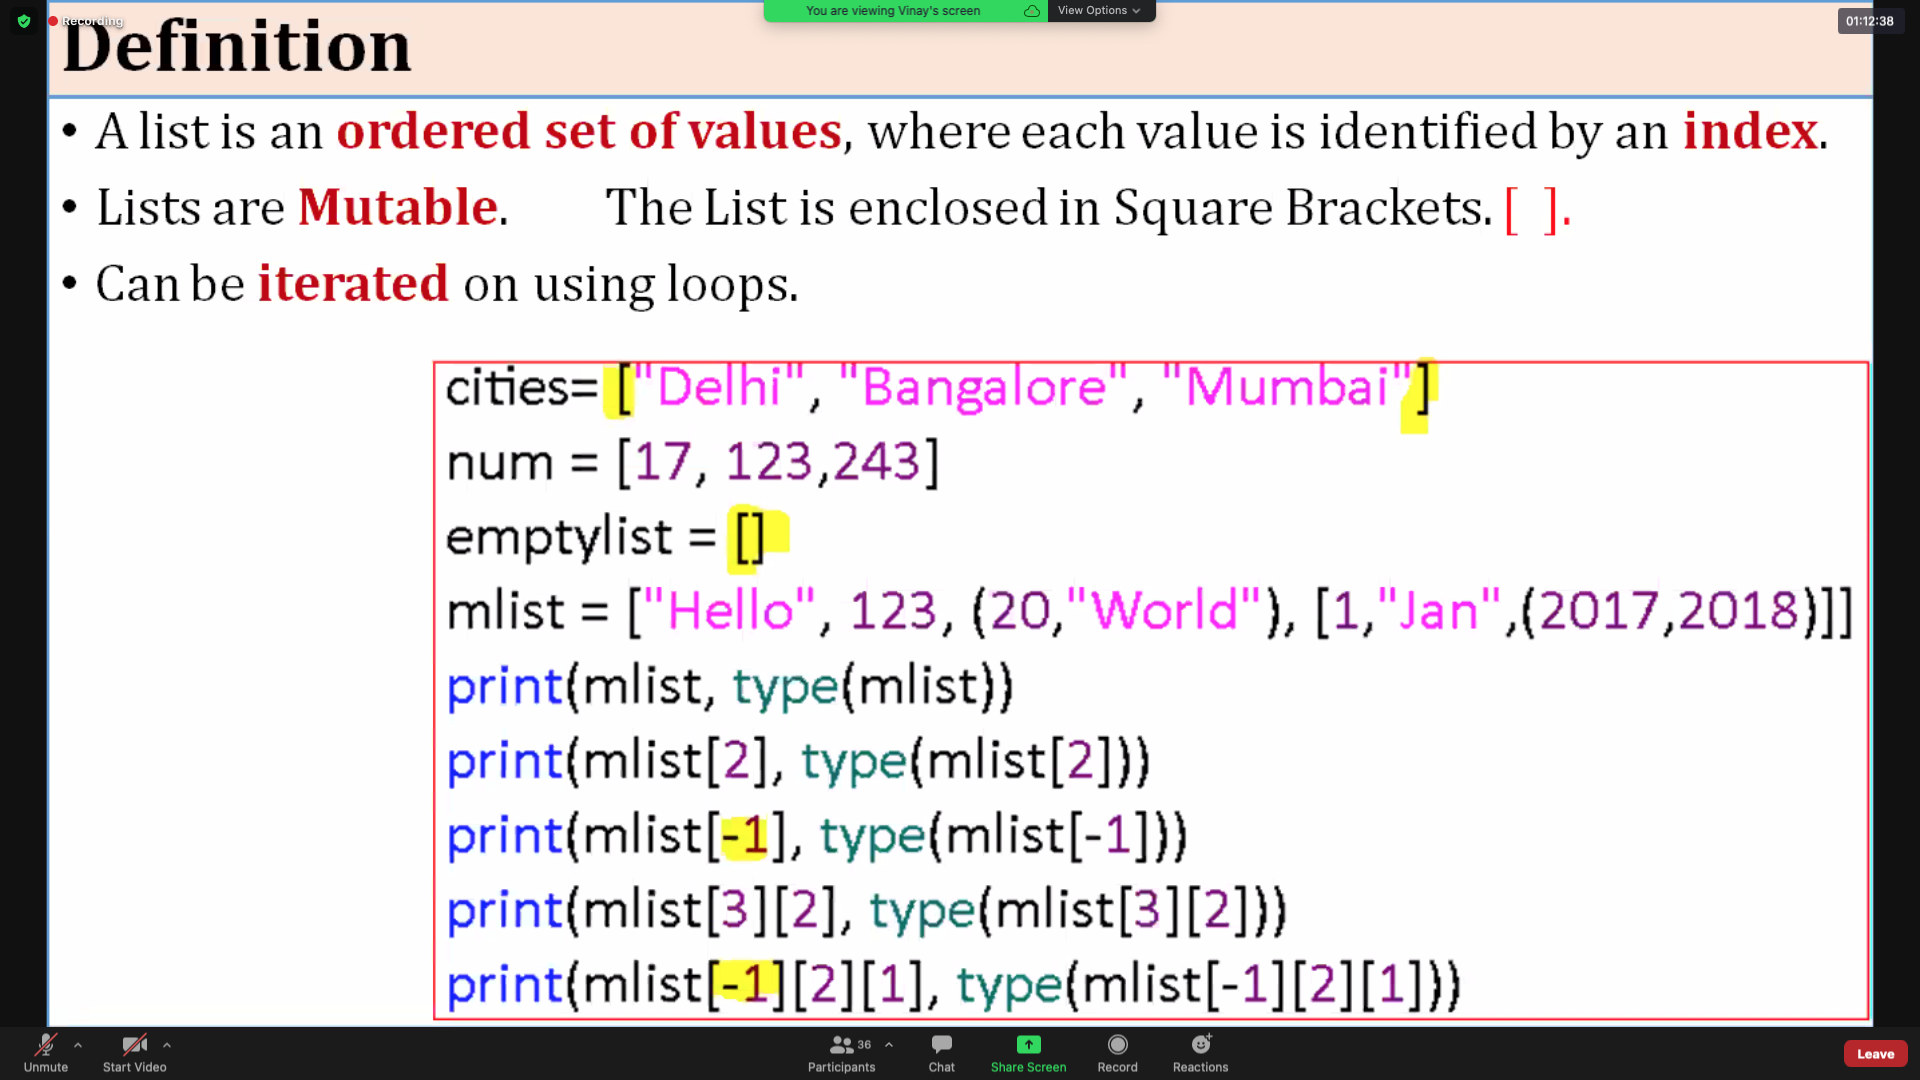 You are viewing Vinay's screen View Options
Recording
01:12:38
Definition
• A list is an ordered set of values, where each value is identified by an index.
• Lists are Mutable. The List is enclosed in Square Brackets. [ ].
• Can be iterated on using loops.
cities= ["Delhi", "Bangalore", "Mumbai"]
num = [17, 123,243]
emptylist = []
mlist = ["Hello", 123, (20,"World"), [1,"Jan",(2017,2018)]]
print(mlist, type(mlist))
print(mlist[2], type(mlist[2]))
print(mlist[-1], type(mlist[-1]))
print(mlist[3][2], type(mlist[3][2]))
print(mlist[-1][2][1], type(mlist[-1][2][1]))
36
Unmute Start Video Participants Chat Share Screen Record Reactions Leave